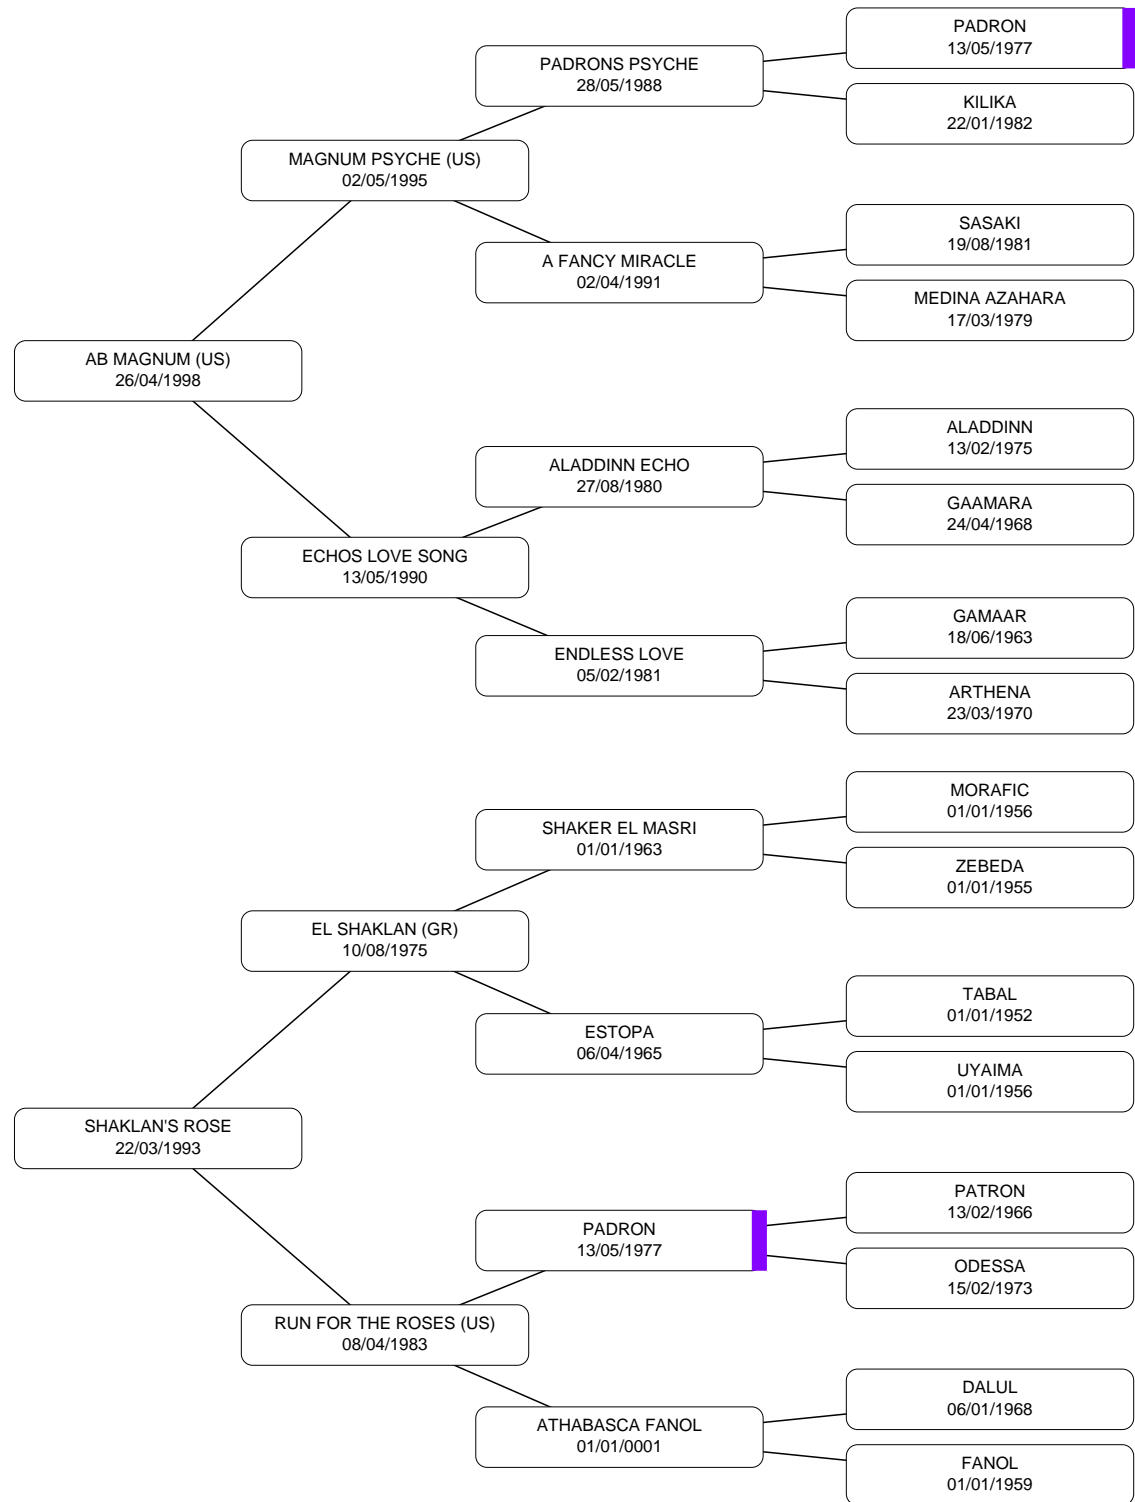 PADRON
13/05/1977
PADRONS PSYCHE
28/05/1988
KILIKA
22/01/1982
MAGNUM PSYCHE (US)
02/05/1995
SASAKI
19/08/1981
A FANCY MIRACLE
02/04/1991
MEDINA AZAHARA
17/03/1979
AB MAGNUM (US)
26/04/1998
ALADDINN
13/02/1975
ALADDINN ECHO
27/08/1980
GAAMARA
24/04/1968
ECHOS LOVE SONG
13/05/1990
GAMAAR
18/06/1963
ENDLESS LOVE
05/02/1981
ARTHENA
23/03/1970
MORAFIC
01/01/1956
SHAKER EL MASRI
01/01/1963
ZEBEDA
01/01/1955
EL SHAKLAN (GR)
10/08/1975
TABAL
01/01/1952
ESTOPA
06/04/1965
UYAIMA
01/01/1956
SHAKLAN'S ROSE
22/03/1993
PATRON
13/02/1966
PADRON
13/05/1977
ODESSA
15/02/1973
RUN FOR THE ROSES (US)
08/04/1983
DALUL
06/01/1968
ATHABASCA FANOL
01/01/0001
FANOL
01/01/1959